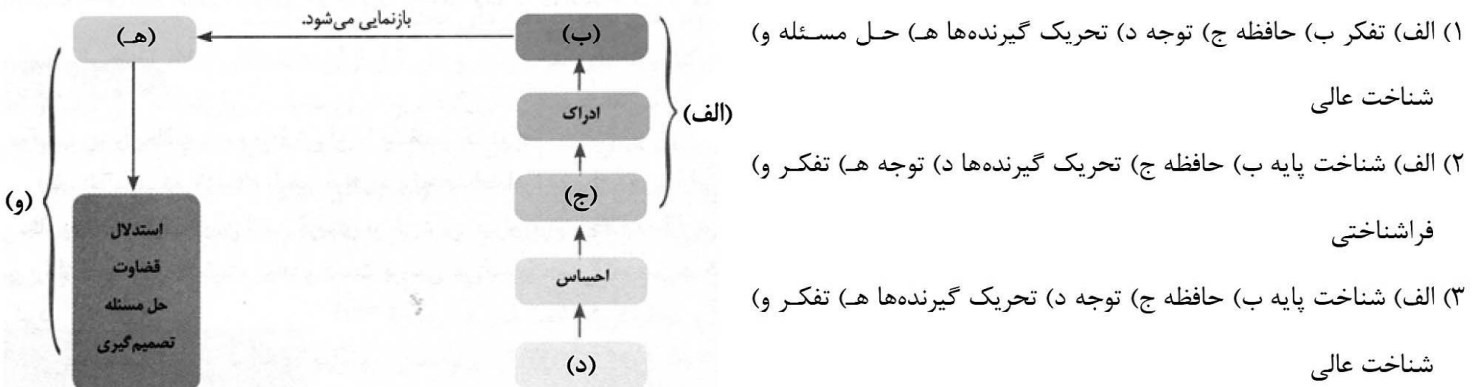 ۱) الف) تفکر ب) حافظه ج) توجه د) تحریک گیرنده‌ها هـ) حل مسئله و)
شناخت عالی
۲) الف) شناخت پایه ب) حافظه ج) تحریک گیرنده‌ها د) توجه هـ) تفکر و)
فراشناختی
۳) الف) شناخت پایه ب) حافظه ج) توجه د) تحریک گیرنده‌ها هـ) تفکر و)
شناخت عالی
(ب)
ادراک
(الف)
(ج)
احساس
(د)
بازنمایی می‌شود.
(هـ)
(و)
استدلال
قضاوت
حل مسئله
تصمیم‌گیری